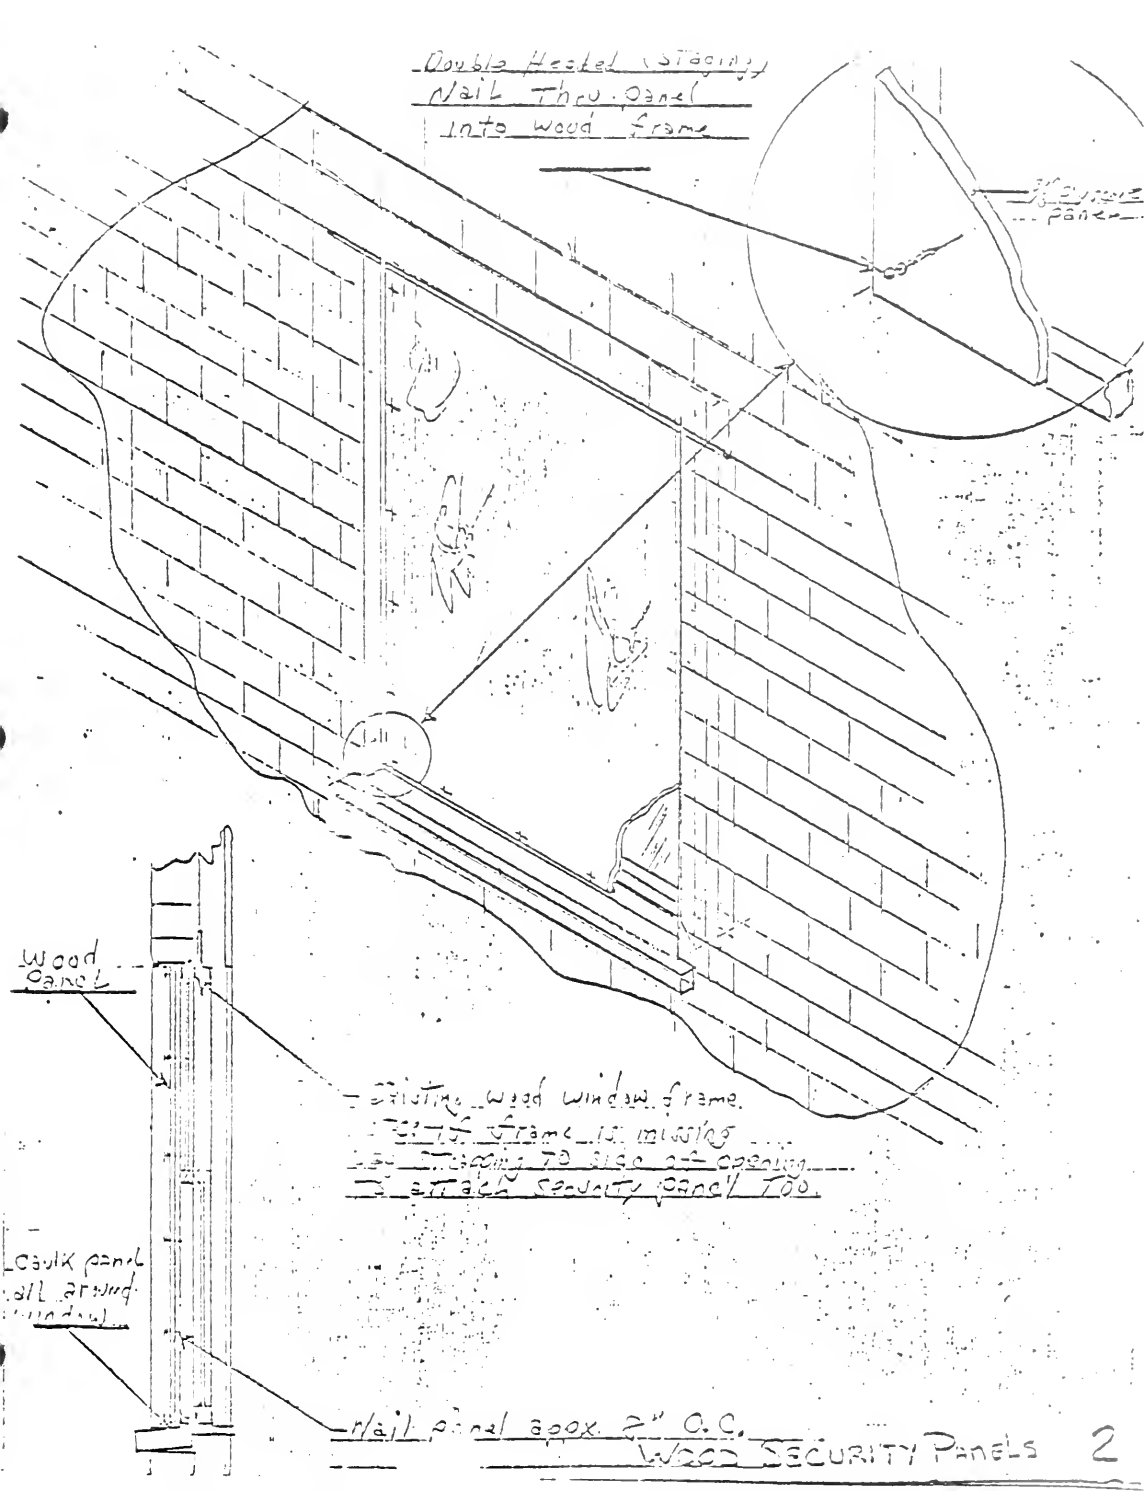 Double Headed (Staging)
Nail Thru Panel
into wood frame
panel
Wood
Panel
Existing wood window frame.
if frame is missing
strapping To side of opening
To attach security panel Too.
Caulk panel
all around
window
Nail panel apox. 2" O.C.
WOOD SECURITY PANELS 2